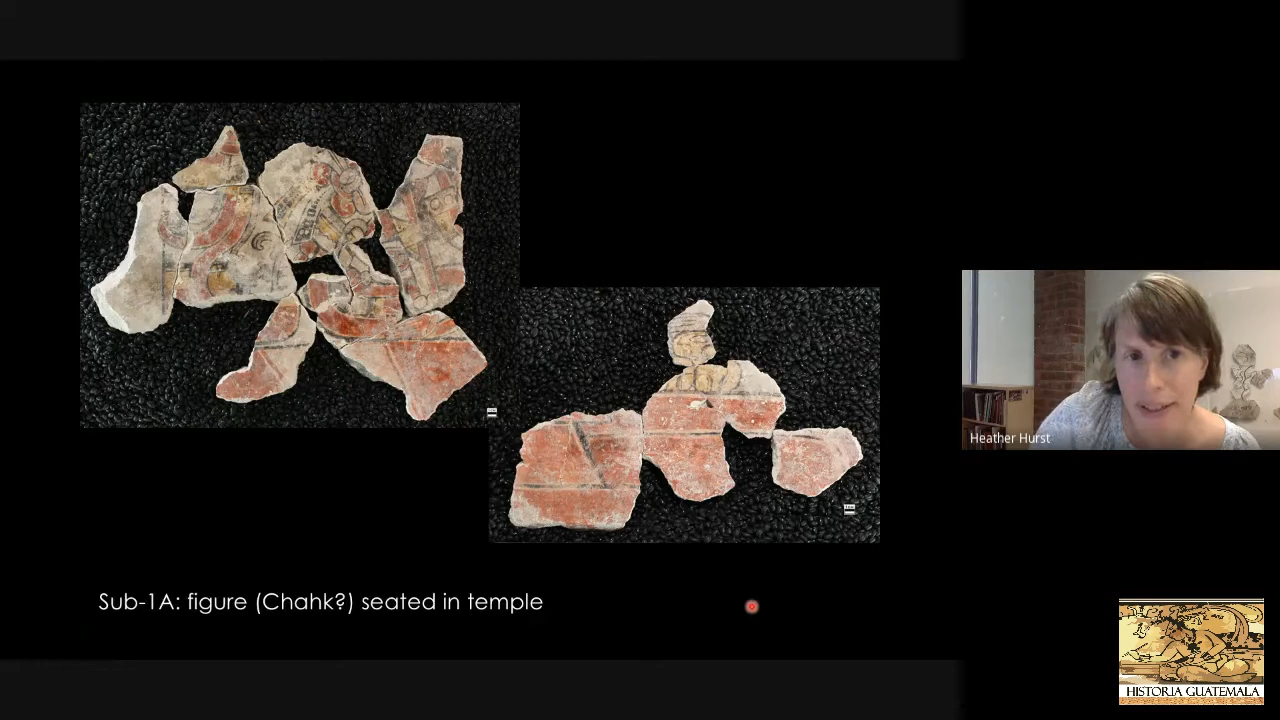 Sub-1A: figure (Chahk?) seated in temple
Heather Hurst
HISTORIA GUATEMALA